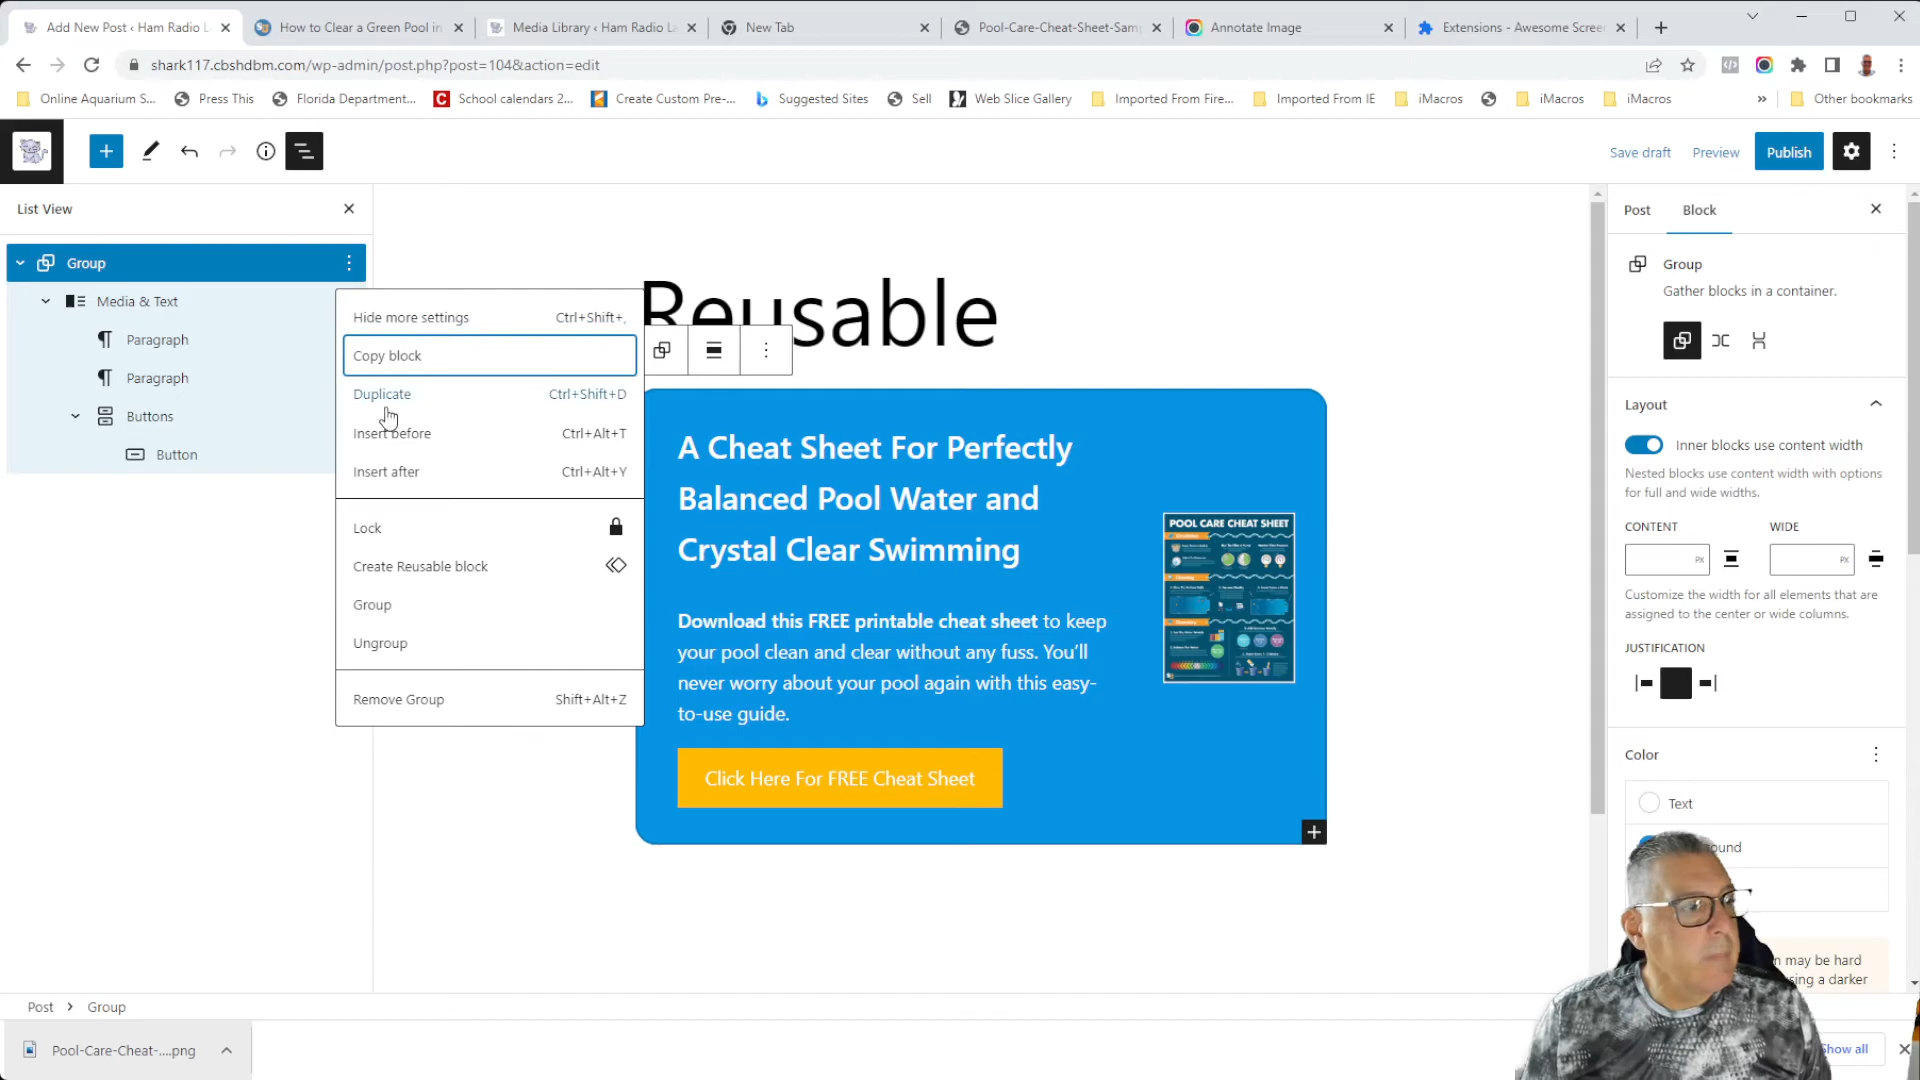 Add New Post ‹ Ham Radio L
How to Clear a Green Pool in
Media Library ‹ Ham Radio La
New Tab
Pool-Care-Cheat-Sheet-Sam
Annotate Image
Extensions - Awesome Scree
shark117.cbshdbm.com/wp-admin/post.php?post=104&action=edit
Online Aquarium S...
Press This
Florida Department...
School calendars 2...
Create Custom Pre-...
Suggested Sites
Sell
Web Slice Gallery
Imported From Fire...
Imported From IE
iMacros
iMacros
iMacros
»
Other bookmarks
Save draft
Preview
Publish
List View
Group
Media & Text
Paragraph
Paragraph
Buttons
Button
Hide more settings Ctrl+Shift+,
Copy block
Duplicate Ctrl+Shift+D
Insert before Ctrl+Alt+T
Insert after Ctrl+Alt+Y
Lock
Create Reusable block
Group
Ungroup
Remove Group Shift+Alt+Z
Reusable
A Cheat Sheet For Perfectly
Balanced Pool Water and
Crystal Clear Swimming
Download this FREE printable cheat sheet to keep
your pool clean and clear without any fuss. You’ll
never worry about your pool again with this easy-
to-use guide.
Click Here For FREE Cheat Sheet
POOL CARE CHEAT SHEET
Post
Block
Group
Gather blocks in a container.
Layout
Inner blocks use content width
Nested blocks use content width with options
for full and wide widths.
CONTENT
WIDE
PX
PX
Customize the width for all elements that are
assigned to the center or wide columns.
JUSTIFICATION
Color
Text
ound
n may be hard
sing a darker
Post > Group
Pool-Care-Cheat-....png
Show all